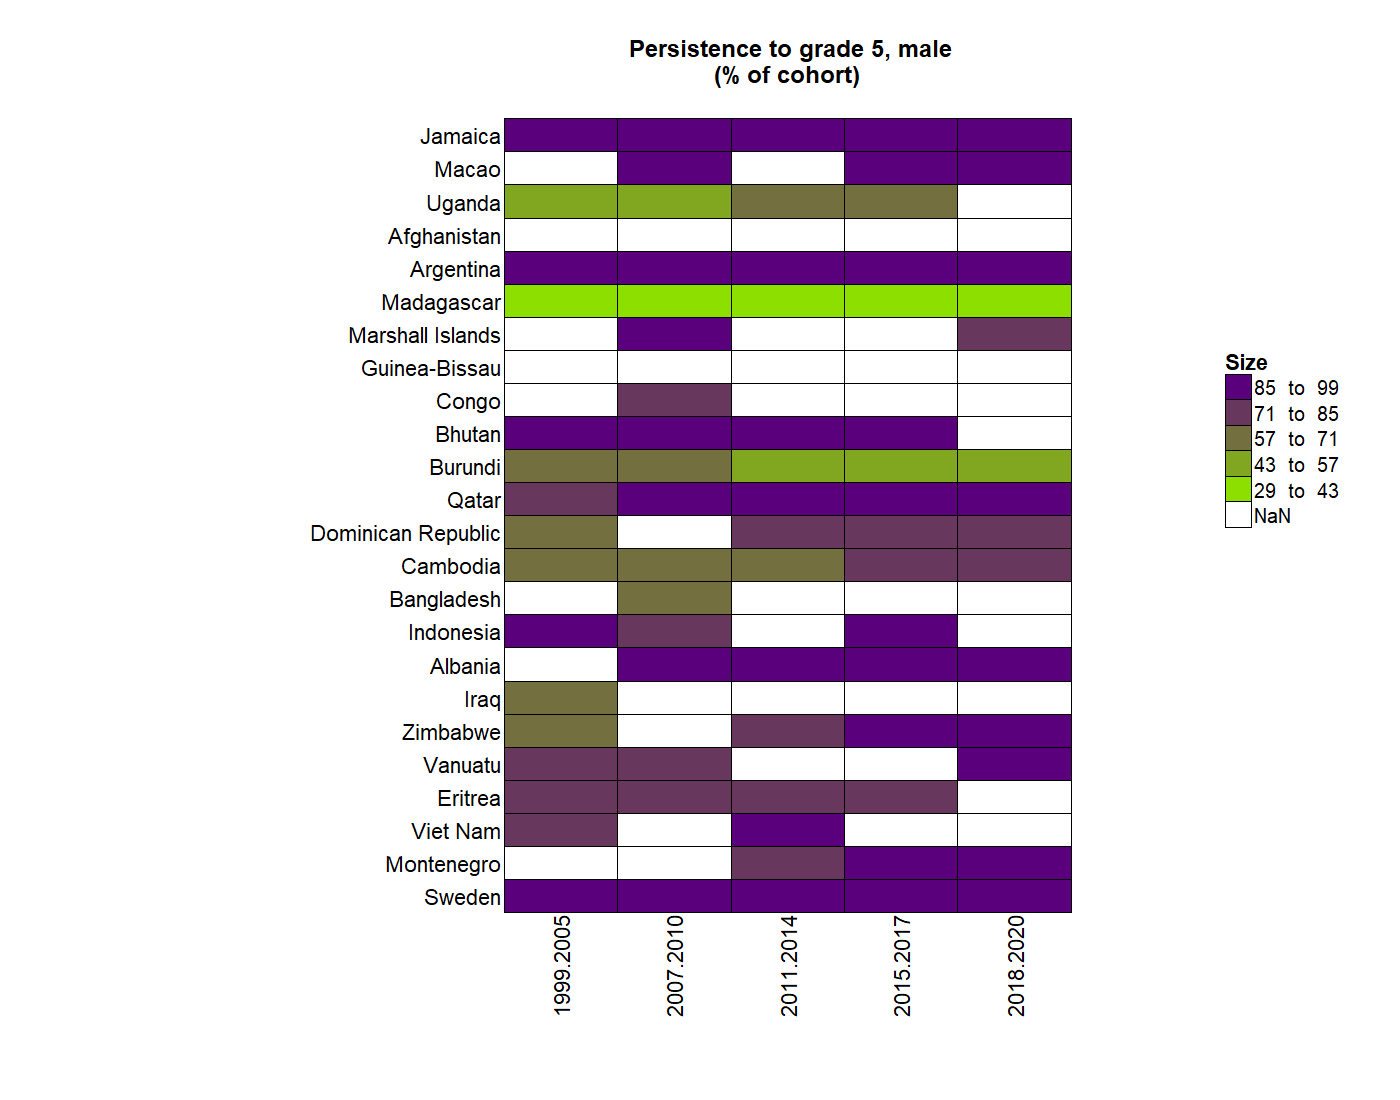 Persistence to grade 5, male
(% of cohort)
Jamaica
Macao
Uganda
Afghanistan
Argentina
Madagascar
Marshall Islands
Guinea-Bissau
Congo
Bhutan
Burundi
Qatar
Dominican Republic
Cambodia
Bangladesh
Indonesia
Albania
Iraq
Zimbabwe
Vanuatu
Eritrea
Viet Nam
Montenegro
Sweden
1999.2005
2007.2010
2011.2014
2015.2017
2018.2020
Size
85 to 99
71 to 85
57 to 71
43 to 57
29 to 43
NaN